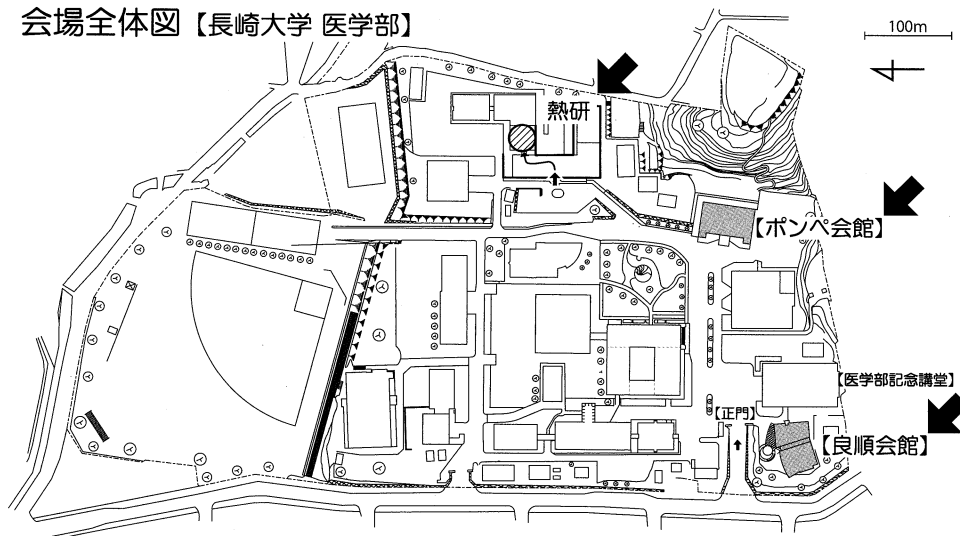 会場全体図【長崎大学 医学部】
100m
熱研
【ポンペ会館】
【医学部記念講堂】
【正門】
【良順会館】